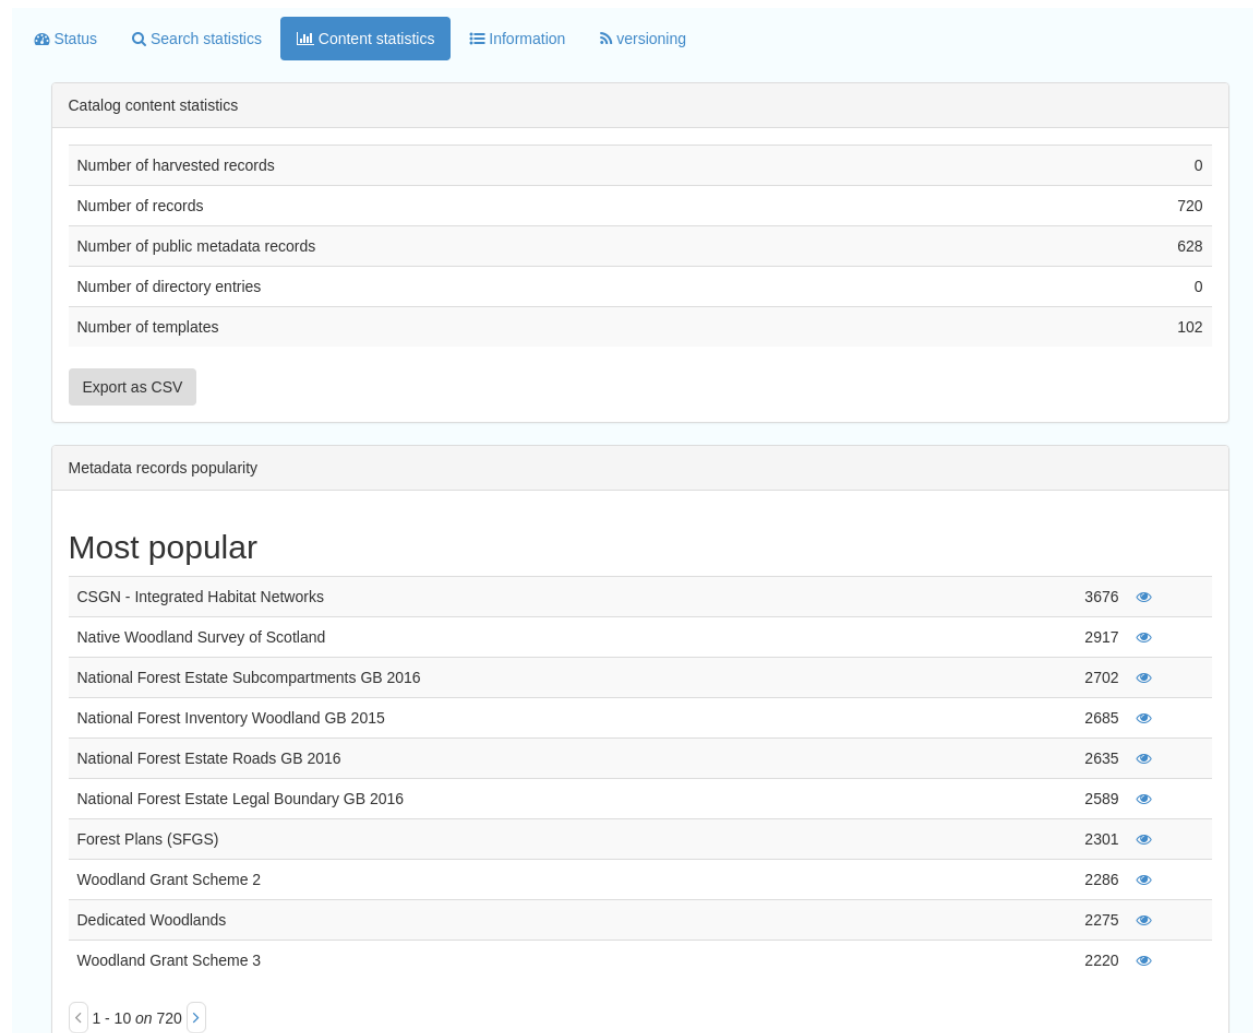 Status Search statistics Content statistics Information versioning
Catalog content statistics
Number of harvested records 0
Number of records 720
Number of public metadata records 628
Number of directory entries 0
Number of templates 102
Export as CSV
Metadata records popularity
Most popular
CSGN - Integrated Habitat Networks 3676
Native Woodland Survey of Scotland 2917
National Forest Estate Subcompartments GB 2016 2702
National Forest Inventory Woodland GB 2015 2685
National Forest Estate Roads GB 2016 2635
National Forest Estate Legal Boundary GB 2016 2589
Forest Plans (SFGS) 2301
Woodland Grant Scheme 2 2286
Dedicated Woodlands 2275
Woodland Grant Scheme 3 2220
< 1 - 10 on 720 >